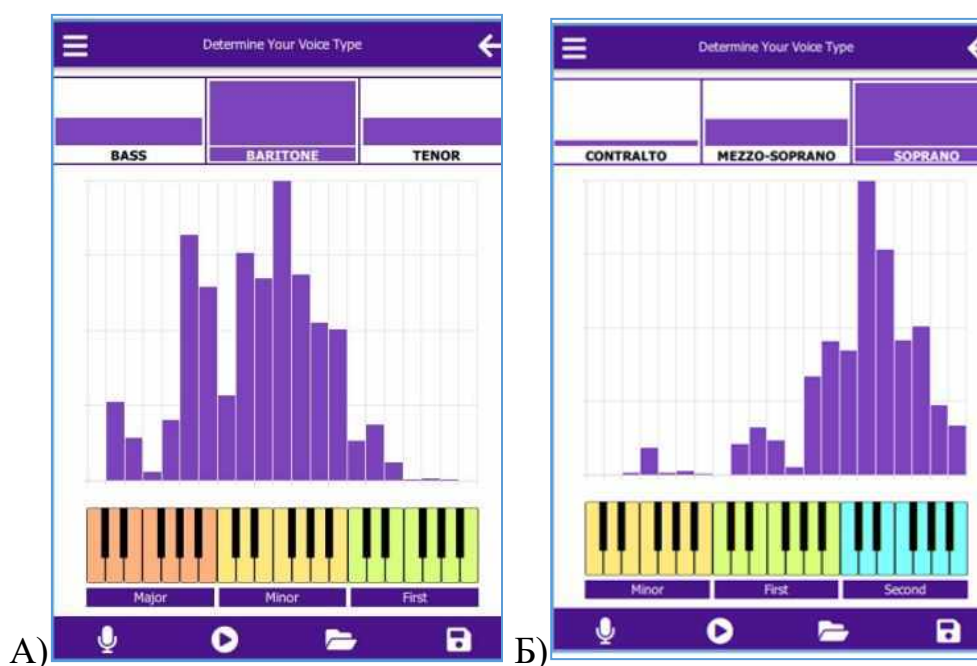 Determine Your Voice Type
BASS BARITONE TENOR
Major Minor First
А)
Determine Your Voice Type
CONTRALTO MEZZO-SOPRANO SOPRANO
Minor First Second
Б)